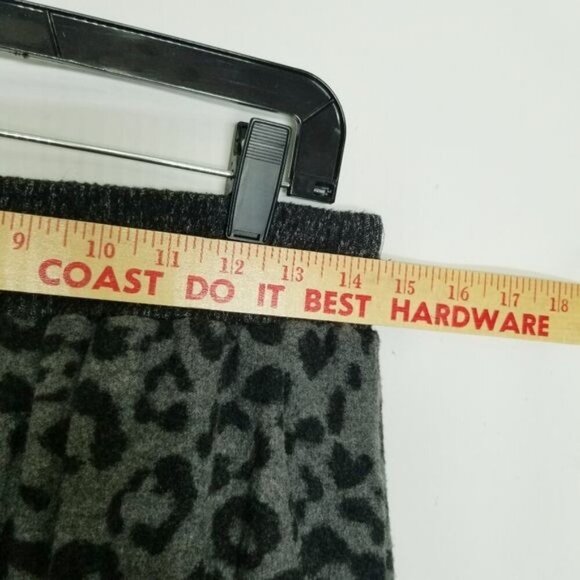 9 10 11 12 13 14 15 16 17 18
COAST DO IT BEST HARDWARE